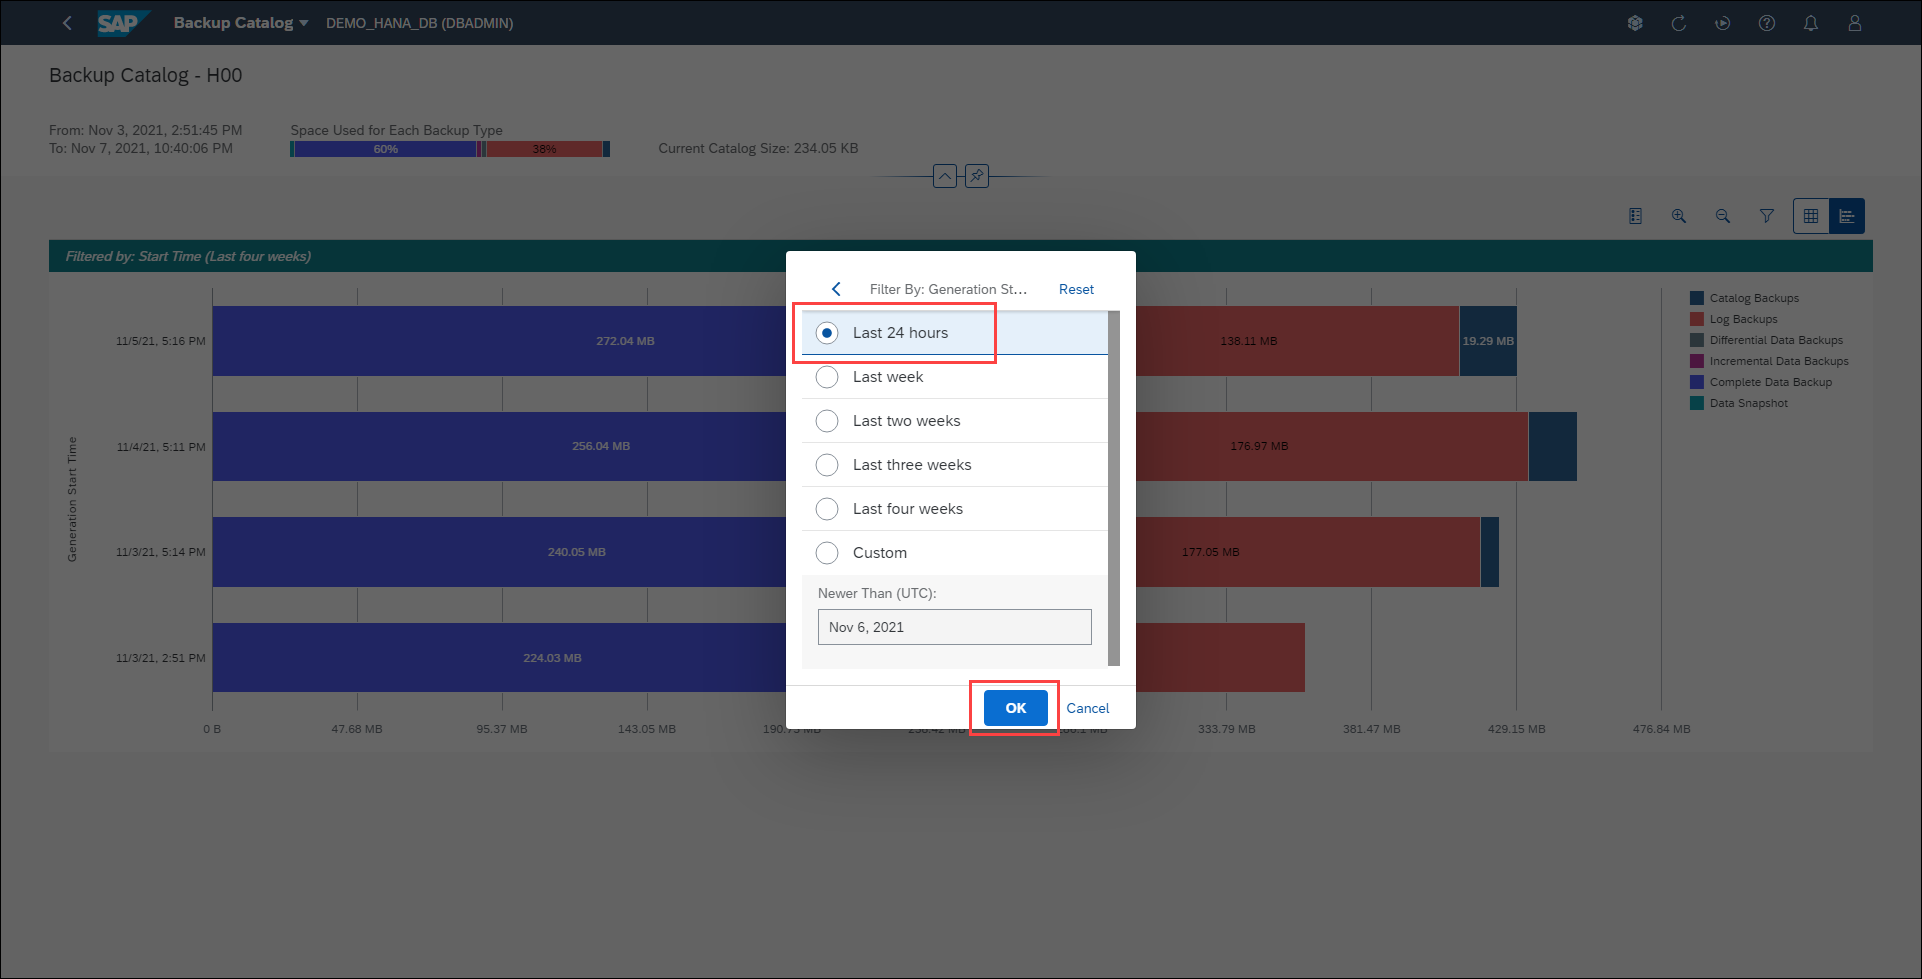 SAP Backup Catalog DEMO_HANA_DB (DBADMIN)
Backup Catalog - H00
From: Nov 3, 2021, 2:51:45 PM
To: Nov 7, 2021, 10:40:06 PM
Space Used for Each Backup Type
60% 38%
Current Catalog Size: 234.05 KB
Filtered by: Start Time (Last four weeks)
Filter By: Generation St... Reset
Last 24 hours
Last week
Last two weeks
Last three weeks
Last four weeks
Custom
Newer Than (UTC):
Nov 6, 2021
OK Cancel
Generation Start Time
11/5/21, 5:16 PM 272.04 MB 138.11 MB 19.29 MB
11/4/21, 5:11 PM 256.04 MB 176.97 MB
11/3/21, 5:14 PM 240.05 MB 177.05 MB
11/3/21, 2:51 PM 224.03 MB
0 B 47.68 MB 95.37 MB 143.05 MB 333.79 MB 381.47 MB 429.15 MB 476.84 MB
Catalog Backups
Log Backups
Differential Data Backups
Incremental Data Backups
Complete Data Backup
Data Snapshot